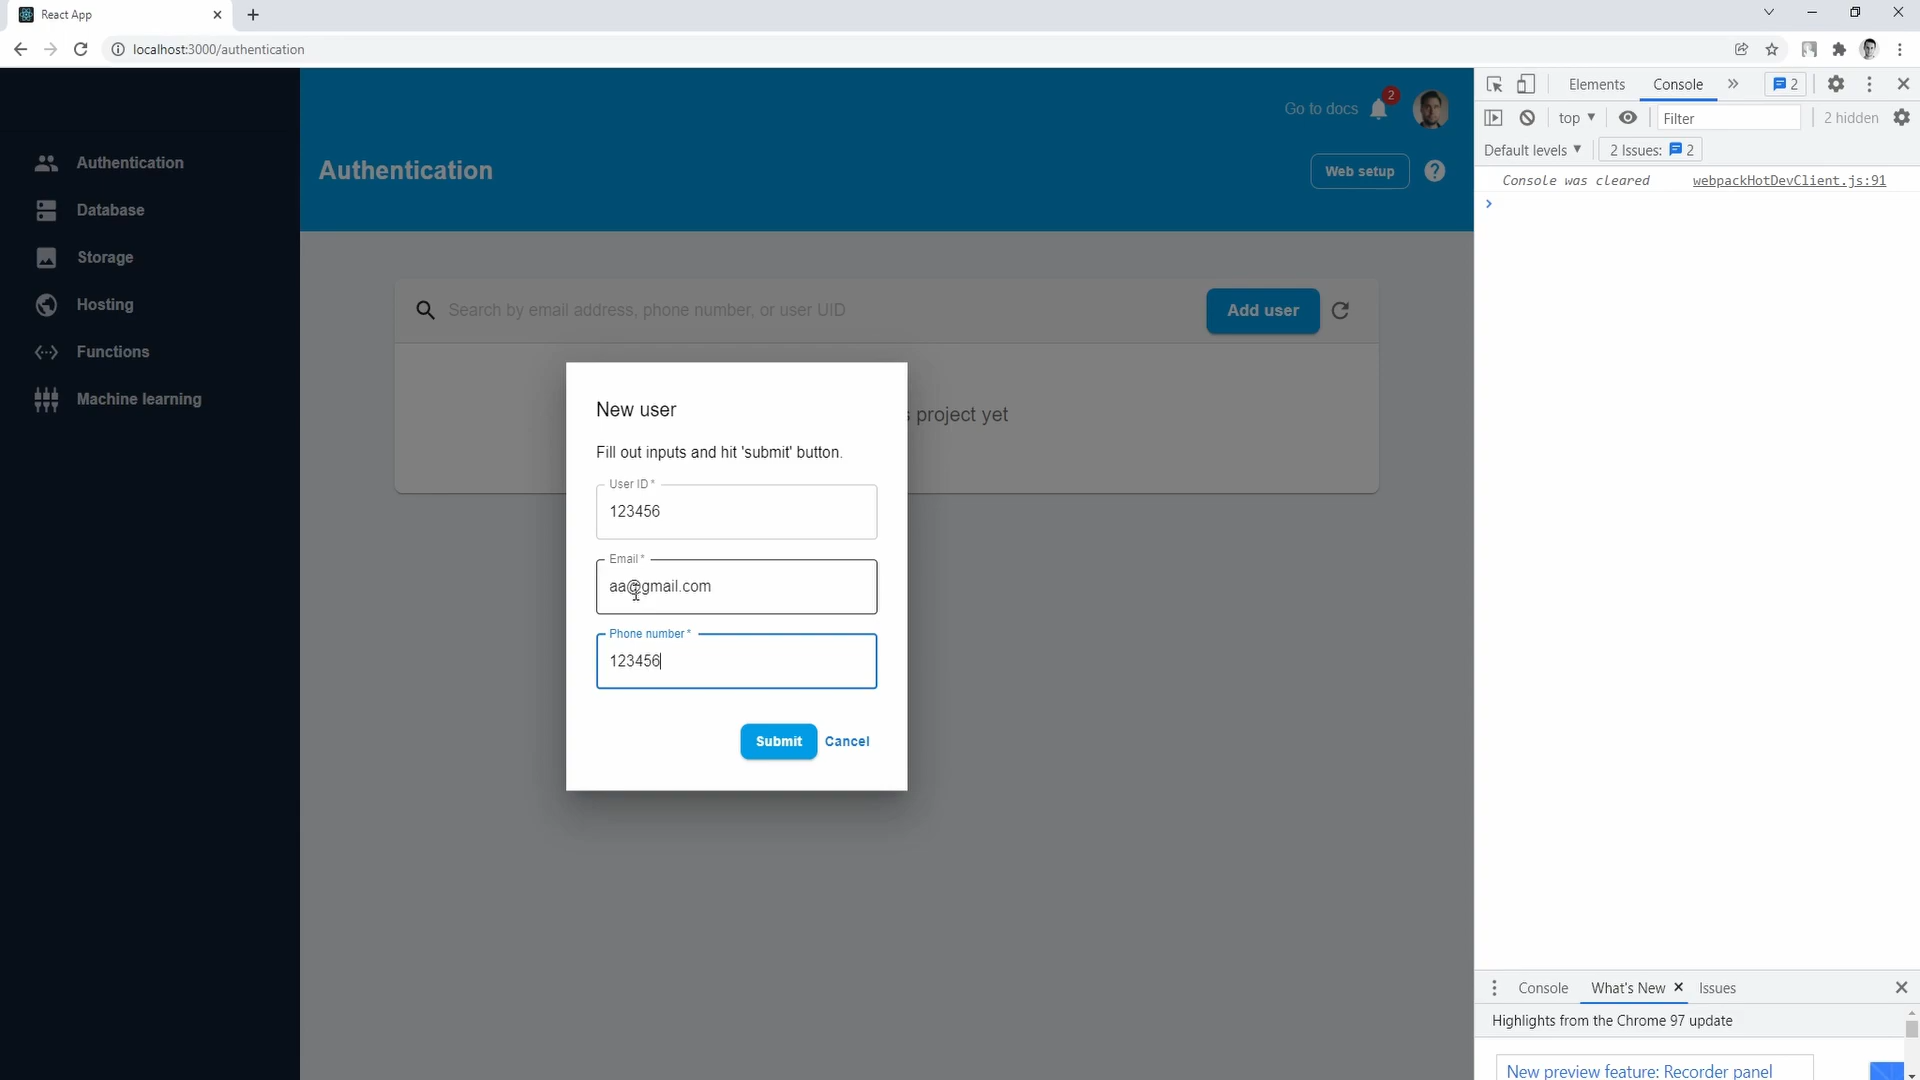 React App
localhost:3000/authentication
Authentication
Database
Storage
Hosting
Functions
Machine learning
Go to docs
2
Authentication
Web setup
Search by email address, phone number, or user UID
Add user
project yet
New user
Fill out inputs and hit 'submit' button.
User ID *
123456
Email *
aa@gmail.com
Phone number *
123456
Submit
Cancel
Elements
Console
2
top
Filter
2 hidden
Default levels
2 Issues:
2
Console was cleared
webpackHotDevClient.js:91
Console
What's New
Issues
Highlights from the Chrome 97 update
New preview feature: Recorder panel